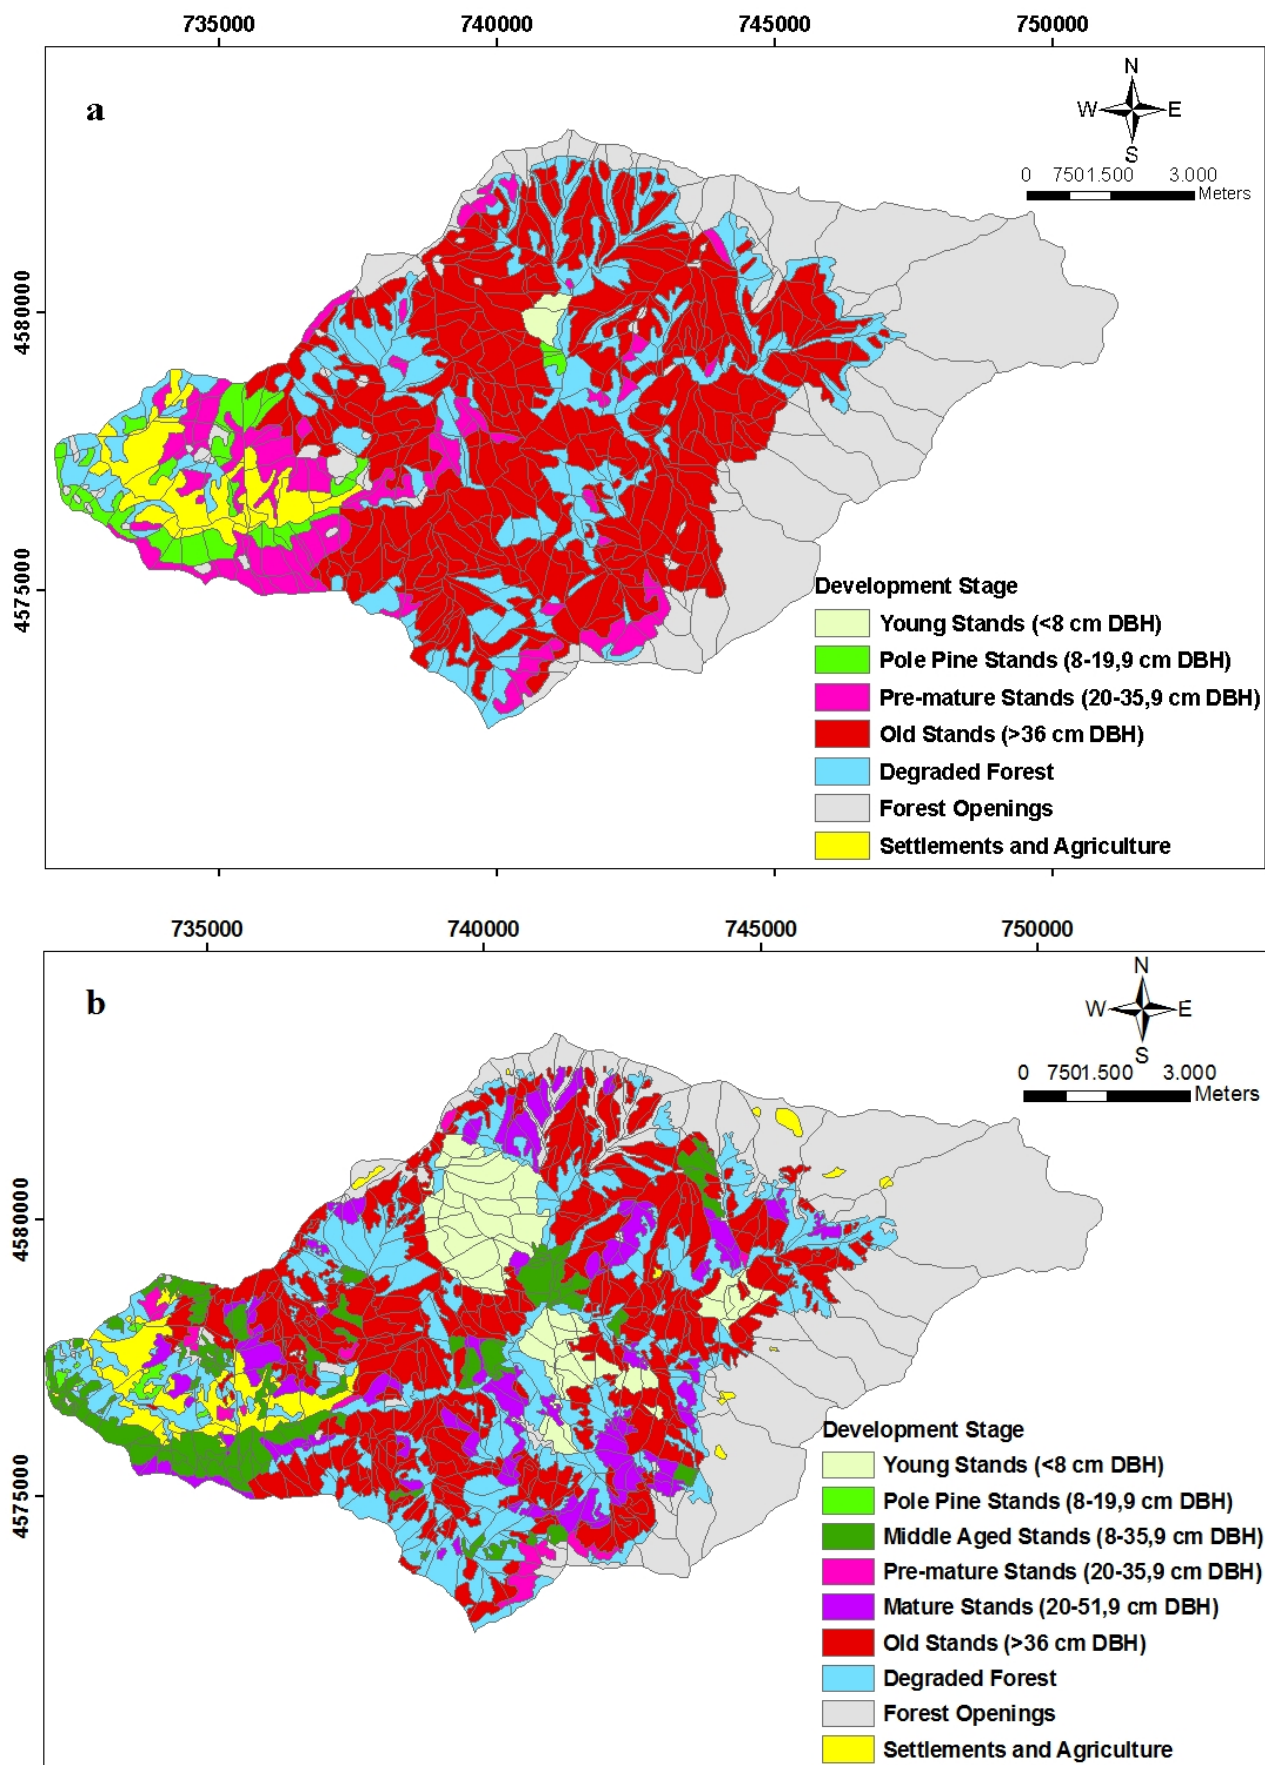 735000 740000 745000 750000
a
N
W E
S
0 7501.500 3.000
Meters
4580000
4575000
Development Stage
Young Stands (<8 cm DBH)
Pole Pine Stands (8-19,9 cm DBH)
Pre-mature Stands (20-35,9 cm DBH)
Old Stands (>36 cm DBH)
Degraded Forest
Forest Openings
Settlements and Agriculture
735000 740000 745000 750000
b
N
W E
S
0 7501.500 3.000
Meters
4580000
4575000
Development Stage
Young Stands (<8 cm DBH)
Pole Pine Stands (8-19,9 cm DBH)
Middle Aged Stands (8-35,9 cm DBH)
Pre-mature Stands (20-35,9 cm DBH)
Mature Stands (20-51,9 cm DBH)
Old Stands (>36 cm DBH)
Degraded Forest
Forest Openings
Settlements and Agriculture